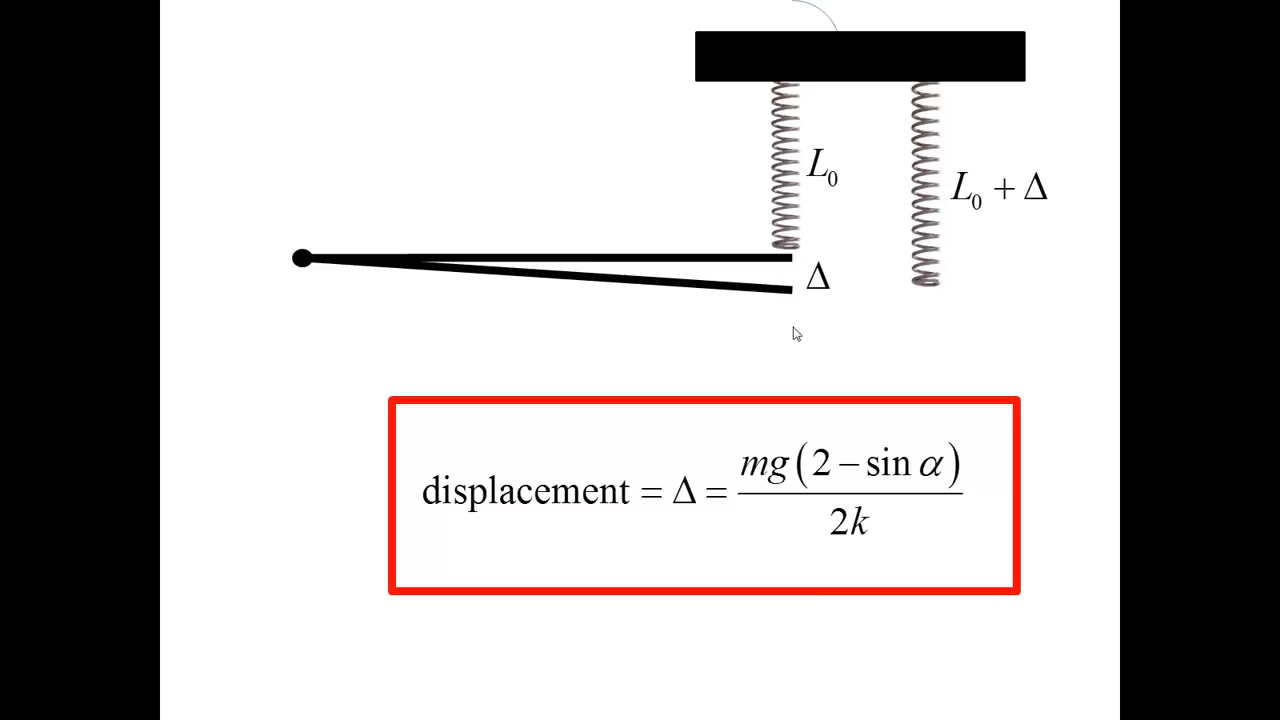 L₀
L₀ + Δ
Δ
displacement = Δ = mg(2 − sin α) / 2k